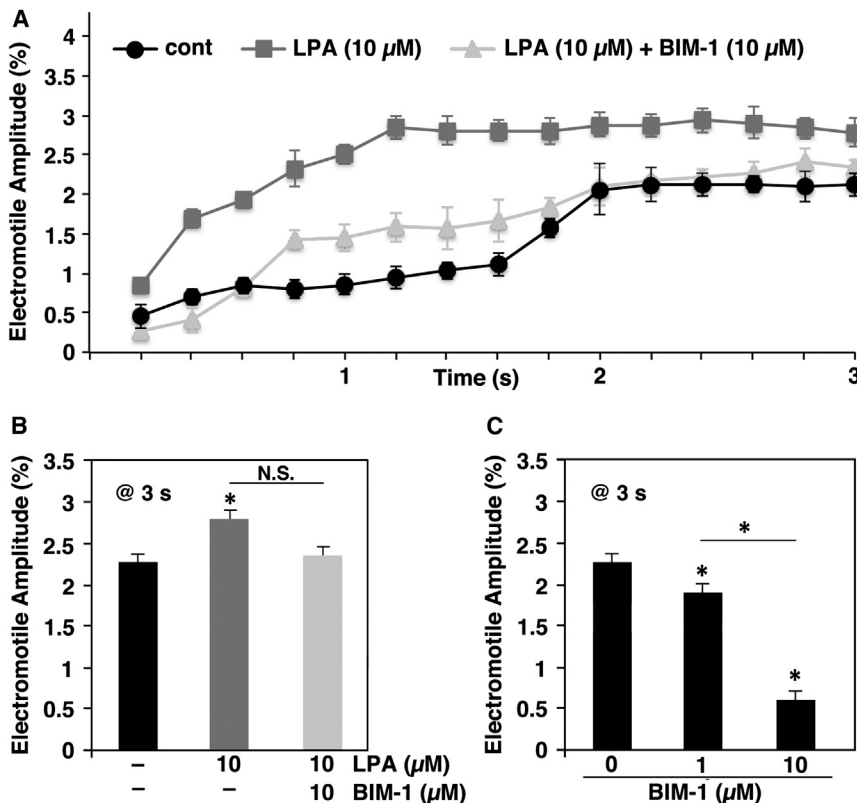 A
cont
LPA (10 µM)
LPA (10 µM) + BIM-1 (10 µM)
Electromotile Amplitude (%)
4
3.5
3
2.5
2
1.5
1
0.5
0
1
Time (s)
2
3
B
Electromotile Amplitude (%)
3.5
3
2.5
2
1.5
1
0.5
0
@ 3 s
N.S.
*
– 10 10 LPA (µM)
– – 10 BIM-1 (µM)
C
Electromotile Amplitude (%)
3.5
3
2.5
2
1.5
1
0.5
0
@ 3 s
*
*
*
0 1 10
BIM-1 (µM)